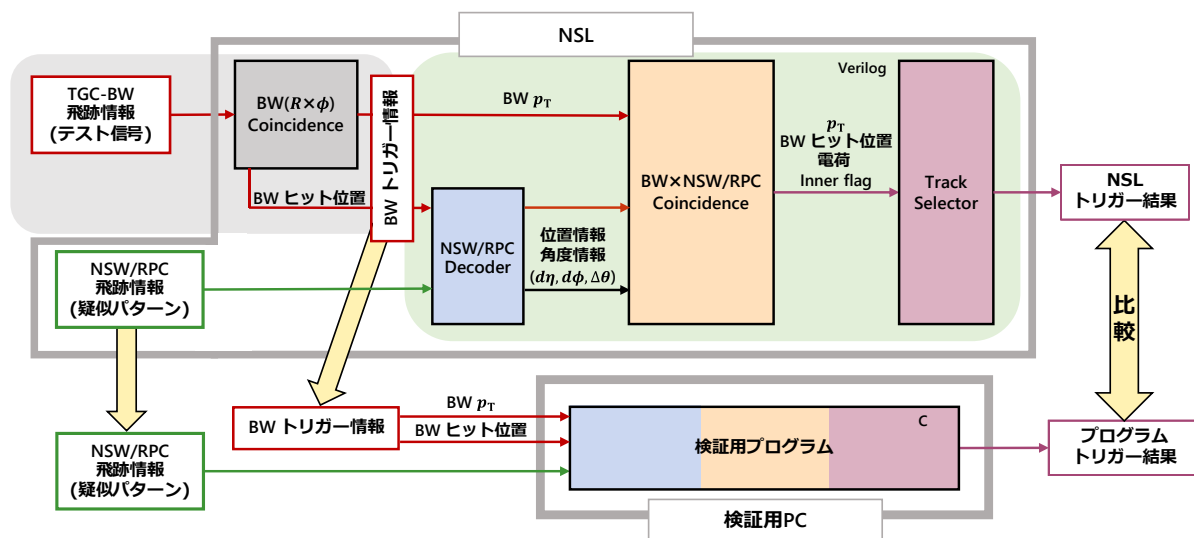 NSL
TGC-BW
飛跡情報
(テスト信号)
BW(R×ϕ)
Coincidence
BW トリガー情報
BW pT
Verilog
BW ヒット位置
NSW/RPC
Decoder
位置情報
角度情報
(dη, dϕ, Δθ)
BW×NSW/RPC
Coincidence
pT
BW ヒット位置
電荷
Inner flag
Track
Selector
NSL
トリガー結果
NSW/RPC
飛跡情報
(疑似パターン)
比較
BW トリガー情報
BW pT
BW ヒット位置
C
検証用プログラム
プログラム
トリガー結果
NSW/RPC
飛跡情報
(疑似パターン)
検証用PC